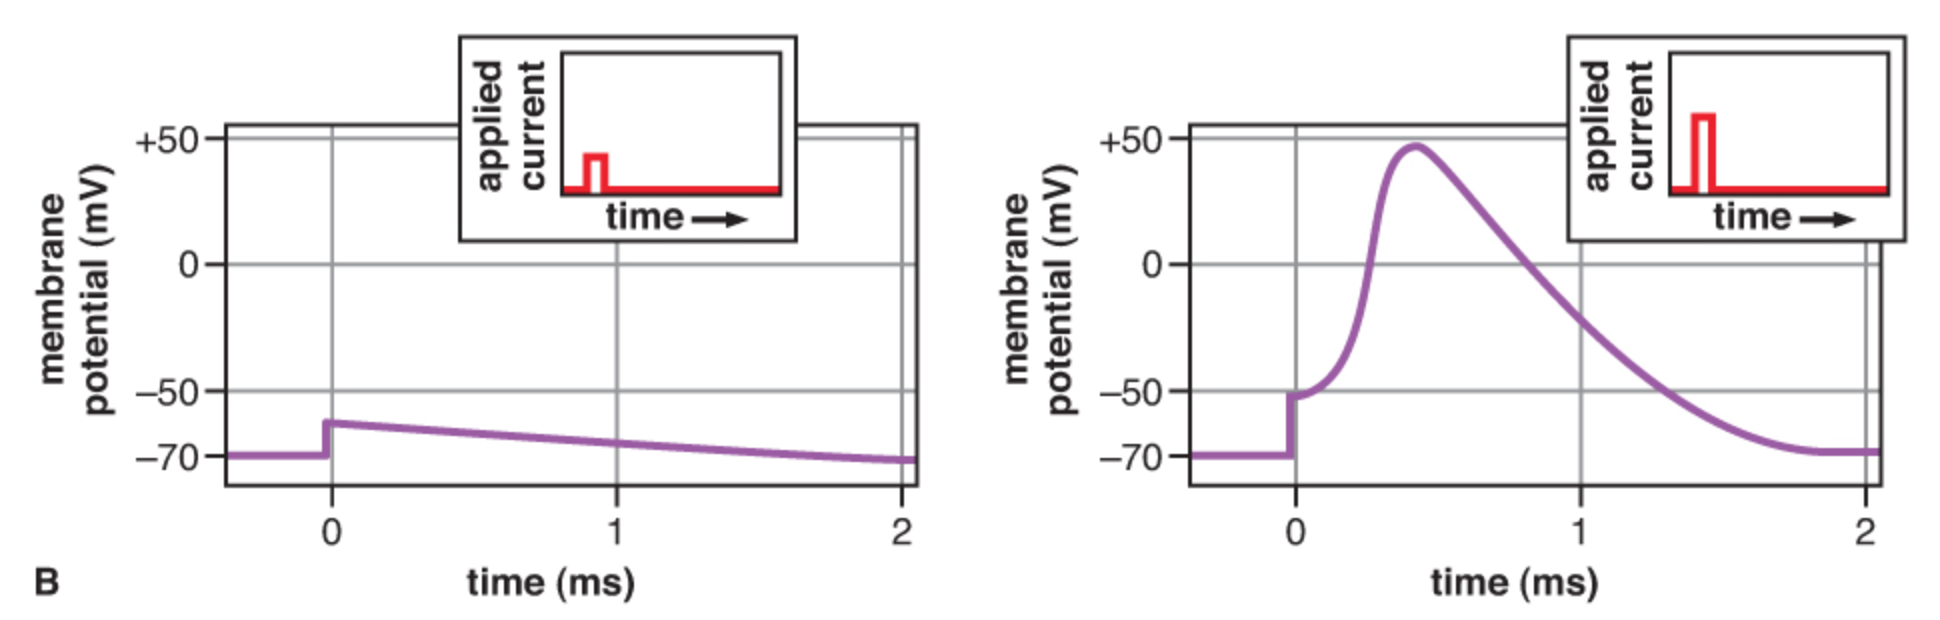 applied
current
time
+50
0
−50
−70
membrane
potential (mV)
0 1 2
time (ms)
B
applied
current
time
+50
0
−50
−70
membrane
potential (mV)
0 1 2
time (ms)